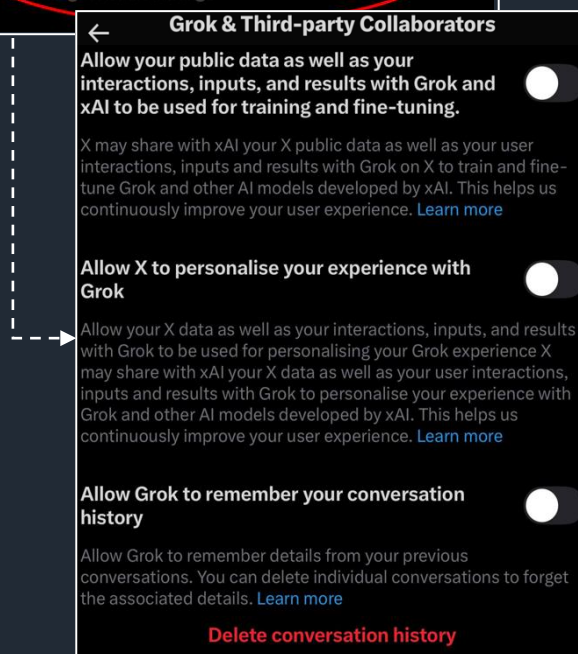 Grok & Third-party Collaborators
Allow your public data as well as your
interactions, inputs, and results with Grok and
xAI to be used for training and fine-tuning.
X may share with xAI your X public data as well as your user
interactions, inputs and results with Grok on X to train and fine-
tune Grok and other AI models developed by xAI. This helps us
continuously improve your user experience. Learn more
Allow X to personalise your experience with
Grok
Allow your X data as well as your interactions, inputs, and results
with Grok to be used for personalising your Grok experience X
may share with xAI your X data as well as your user interactions,
inputs and results with Grok to personalise your experience with
Grok and other AI models developed by xAI. This helps us
continuously improve your user experience. Learn more
Allow Grok to remember your conversation
history
Allow Grok to remember details from your previous
conversations. You can delete individual conversations to forget
the associated details. Learn more
Delete conversation history